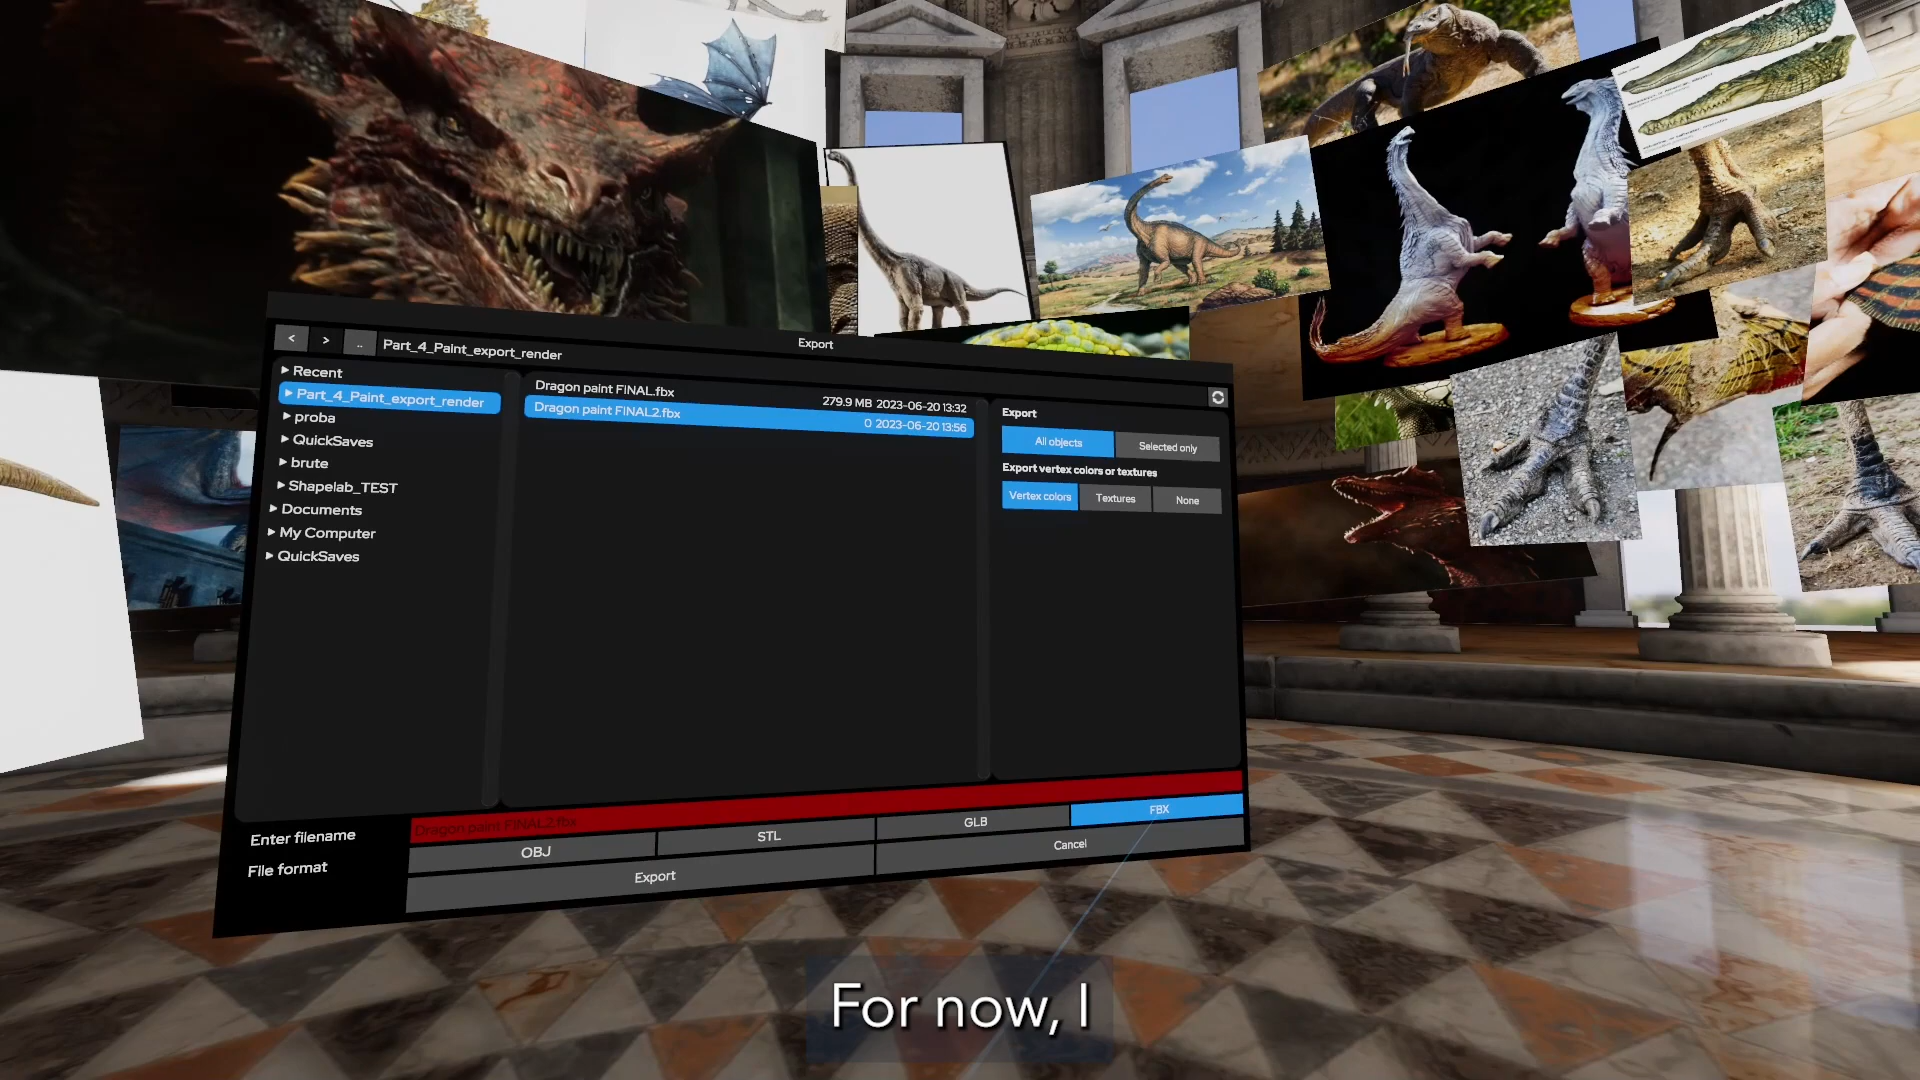 Export
< > .. Part_4_Paint_export_render
Recent
Part_4_Paint_export_render
proba
QuickSaves
brute
Shapelab_TEST
Documents
My Computer
QuickSaves
Dragon paint FINAL.fbx 279.9 MB 2023-06-20 13:32
Dragon paint FINAL2.fbx 0 2023-06-20 13:56
Export
All objects Selected only
Export vertex colors or textures
Vertex colors Textures None
Enter filename Dragon paint FINAL2.fbx
File format OBJ STL GLB FBX
Export Cancel
For now, I